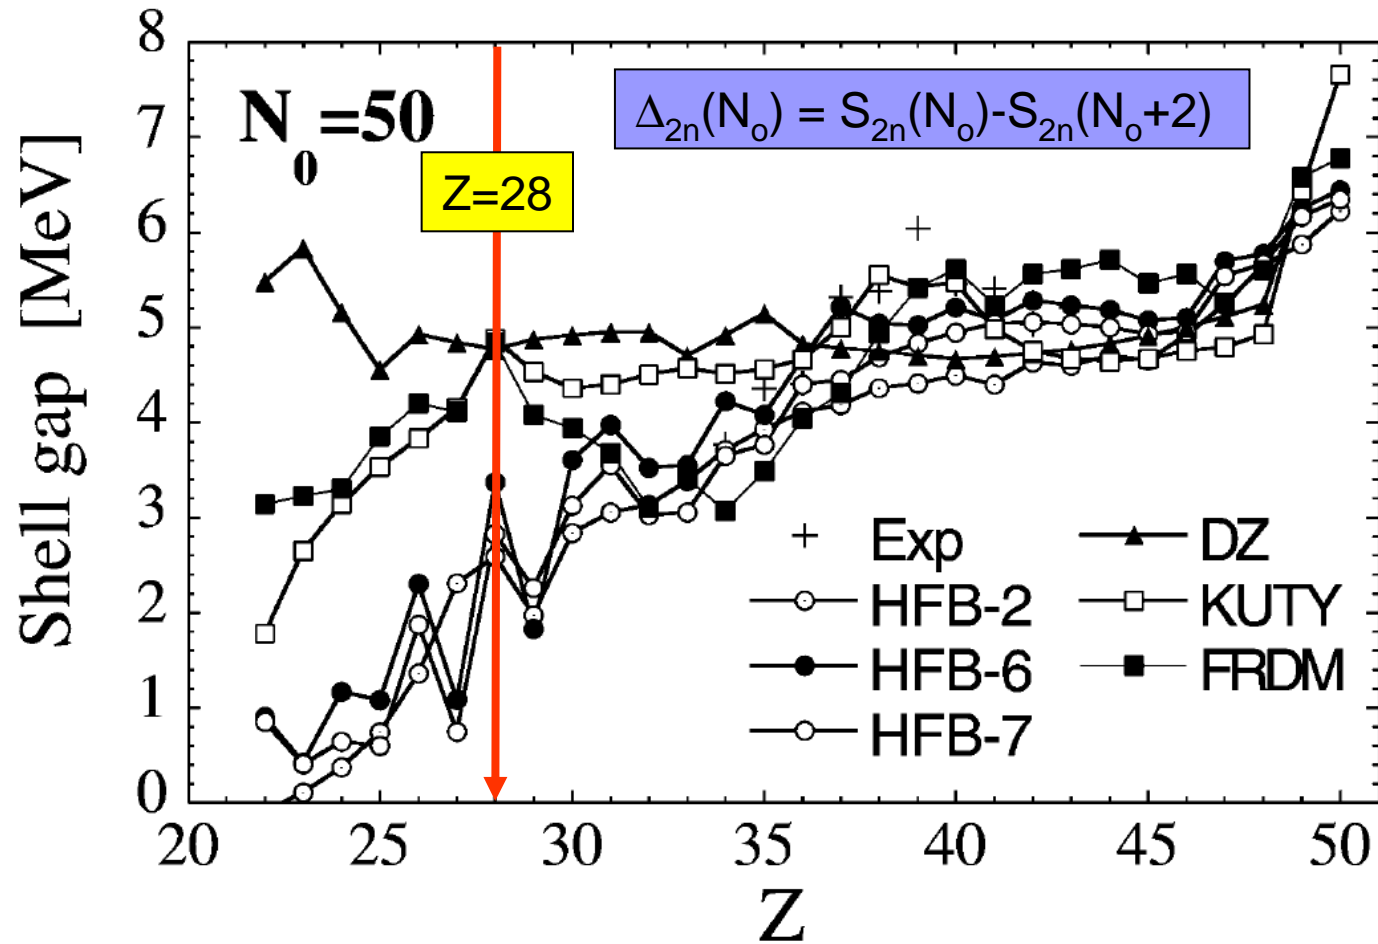 Shell gap [MeV]
8
7
6
5
4
3
2
1
0
N₀=50
Δ₂ₙ(Nₒ) = S₂ₙ(Nₒ)-S₂ₙ(Nₒ+2)
Z=28
Exp
HFB-2
HFB-6
HFB-7
DZ
KUTY
FRDM
20 25 30 35 40 45 50
Z